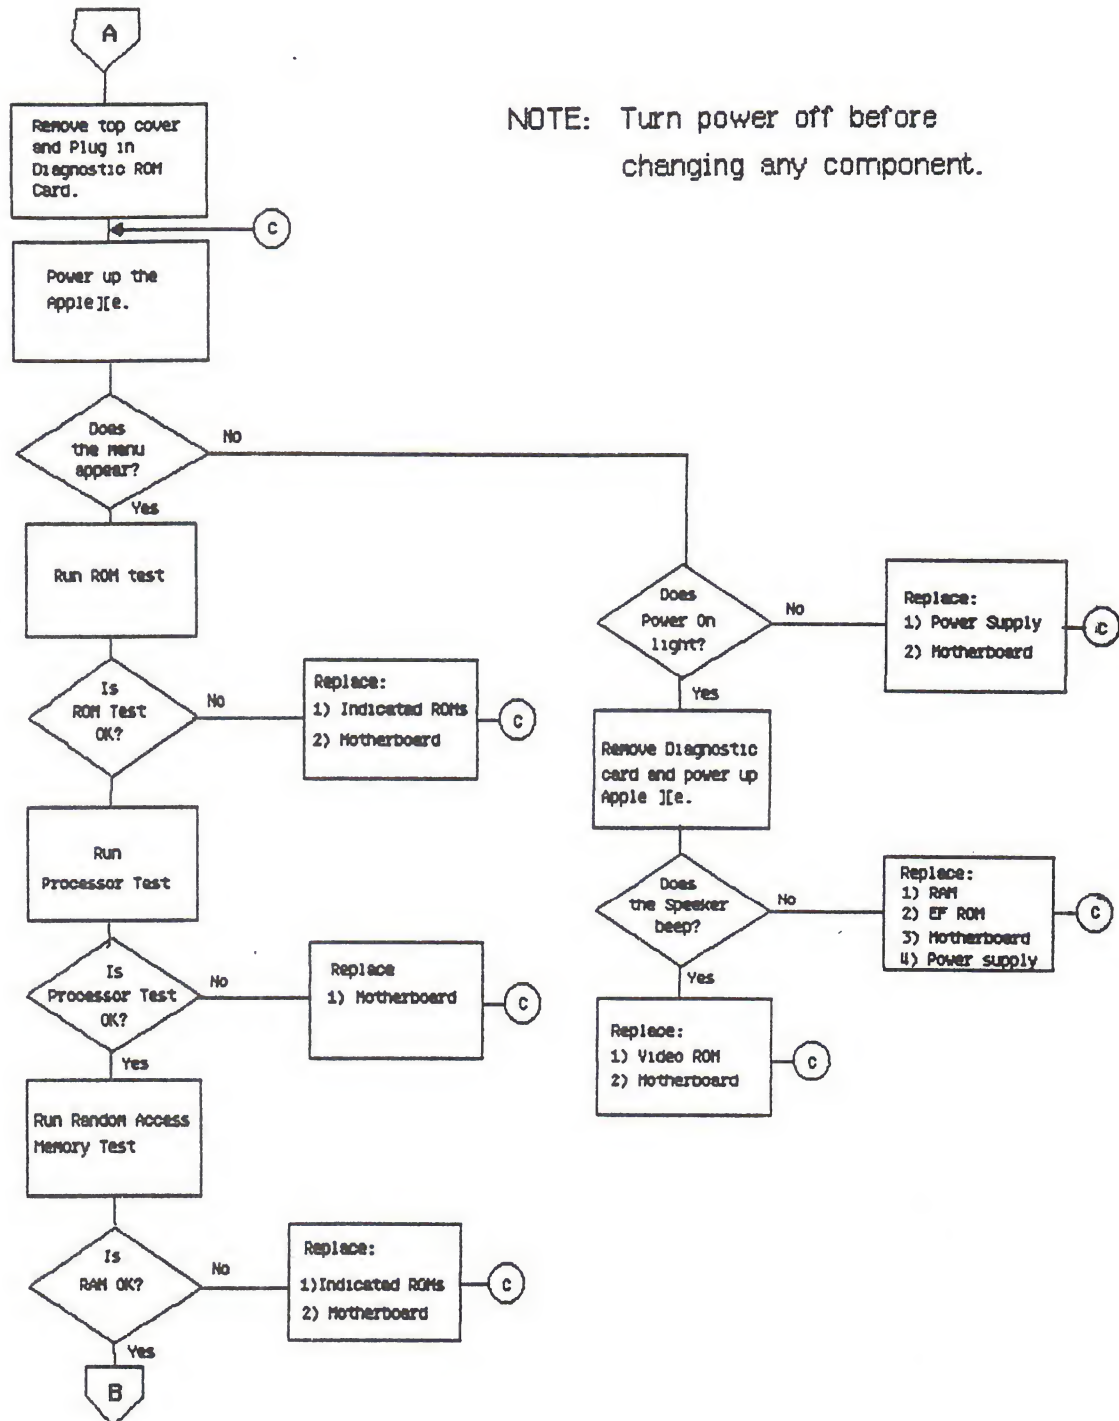 A
Remove top cover
and Plug in
Diagnostic ROM
Card.
NOTE: Turn power off before
changing any component.
C
Power up the
Apple][e.
Does
the menu
appear?
No
Yes
Run ROM test
Is
ROM Test
OK?
No
Replace:
1) Indicated ROMs
2) Motherboard
C
Run
Processor Test
Is
Processor Test
OK?
No
Replace
1) Motherboard
C
Yes
Run Random Access
Memory Test
Is
RAM OK?
No
Replace:
1)Indicated ROMs
2) Motherboard
C
Yes
B
Does
Power On
light?
No
Replace:
1) Power Supply
2) Motherboard
C
Yes
Remove Diagnostic
card and power up
Apple ][e.
Does
the Speaker
beep?
No
Replace:
1) RAM
2) EF ROM
3) Motherboard
4) Power supply
C
Yes
Replace:
1) Video ROM
2) Motherboard
C